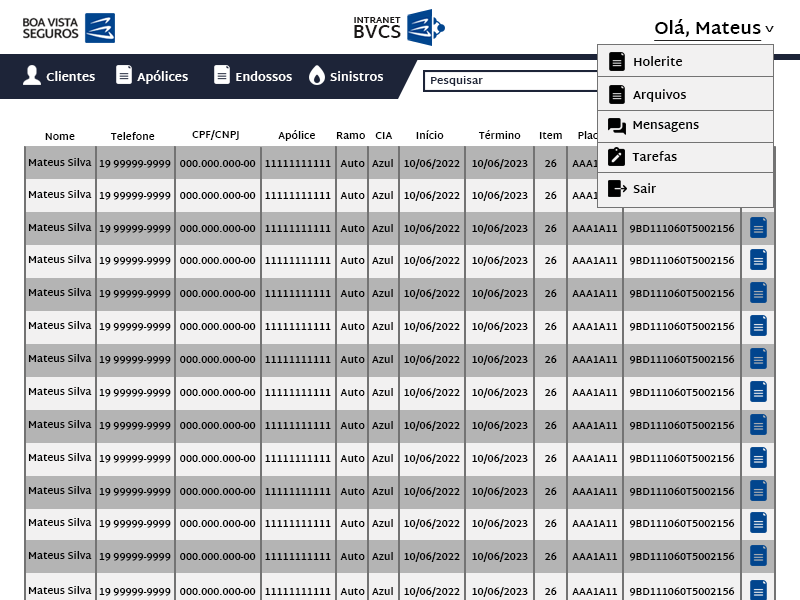 BOA VISTA
SEGUROS
INTRANET
BVCS
Olá, Mateus
Clientes Apólices Endossos Sinistros
Pesquisar
Holerite
Arquivos
Mensagens
Tarefas
Sair
Nome Telefone CPF/CNPJ Apólice Ramo CIA Início Término Item
Mateus Silva 19 99999-9999 000.000.000-00 11111111111 Auto Azul 10/06/2022 10/06/2023 26
Mateus Silva 19 99999-9999 000.000.000-00 11111111111 Auto Azul 10/06/2022 10/06/2023 26
Mateus Silva 19 99999-9999 000.000.000-00 11111111111 Auto Azul 10/06/2022 10/06/2023 26 AAA1A11 9BD111060T5002156
Mateus Silva 19 99999-9999 000.000.000-00 11111111111 Auto Azul 10/06/2022 10/06/2023 26 AAA1A11 9BD111060T5002156
Mateus Silva 19 99999-9999 000.000.000-00 11111111111 Auto Azul 10/06/2022 10/06/2023 26 AAA1A11 9BD111060T5002156
Mateus Silva 19 99999-9999 000.000.000-00 11111111111 Auto Azul 10/06/2022 10/06/2023 26 AAA1A11 9BD111060T5002156
Mateus Silva 19 99999-9999 000.000.000-00 11111111111 Auto Azul 10/06/2022 10/06/2023 26 AAA1A11 9BD111060T5002156
Mateus Silva 19 99999-9999 000.000.000-00 11111111111 Auto Azul 10/06/2022 10/06/2023 26 AAA1A11 9BD111060T5002156
Mateus Silva 19 99999-9999 000.000.000-00 11111111111 Auto Azul 10/06/2022 10/06/2023 26 AAA1A11 9BD111060T5002156
Mateus Silva 19 99999-9999 000.000.000-00 11111111111 Auto Azul 10/06/2022 10/06/2023 26 AAA1A11 9BD111060T5002156
Mateus Silva 19 99999-9999 000.000.000-00 11111111111 Auto Azul 10/06/2022 10/06/2023 26 AAA1A11 9BD111060T5002156
Mateus Silva 19 99999-9999 000.000.000-00 11111111111 Auto Azul 10/06/2022 10/06/2023 26 AAA1A11 9BD111060T5002156
Mateus Silva 19 99999-9999 000.000.000-00 11111111111 Auto Azul 10/06/2022 10/06/2023 26 AAA1A11 9BD111060T5002156
Mateus Silva 19 99999-9999 000.000.000-00 11111111111 Auto Azul 10/06/2022 10/06/2023 26 AAA1A11 9BD111060T5002156